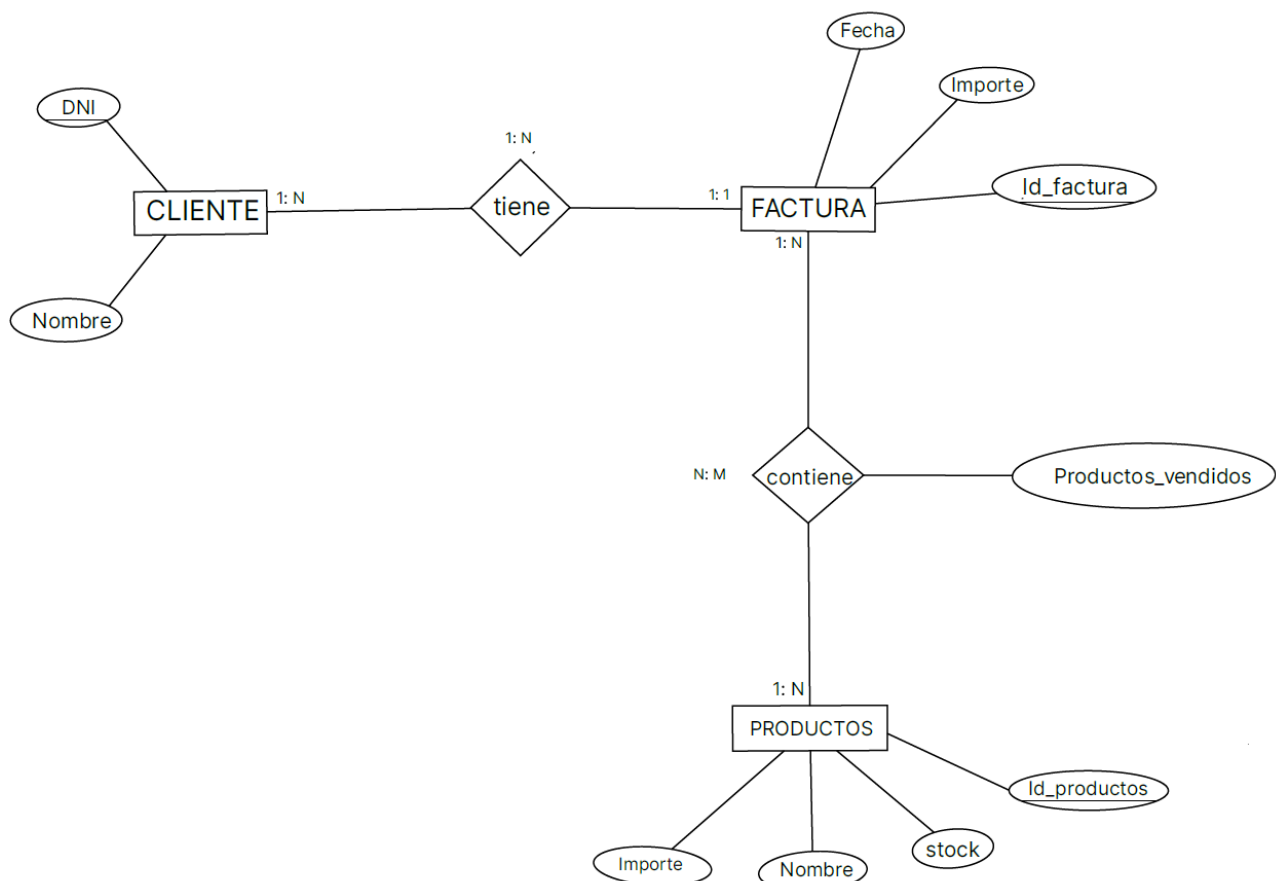 Fecha
Importe
DNI
1: N
Id_factura
CLIENTE
1: N
tiene
1: 1
FACTURA
1: N
Nombre
N: M
contiene
Productos_vendidos
1: N
PRODUCTOS
Id_productos
Importe
Nombre
stock